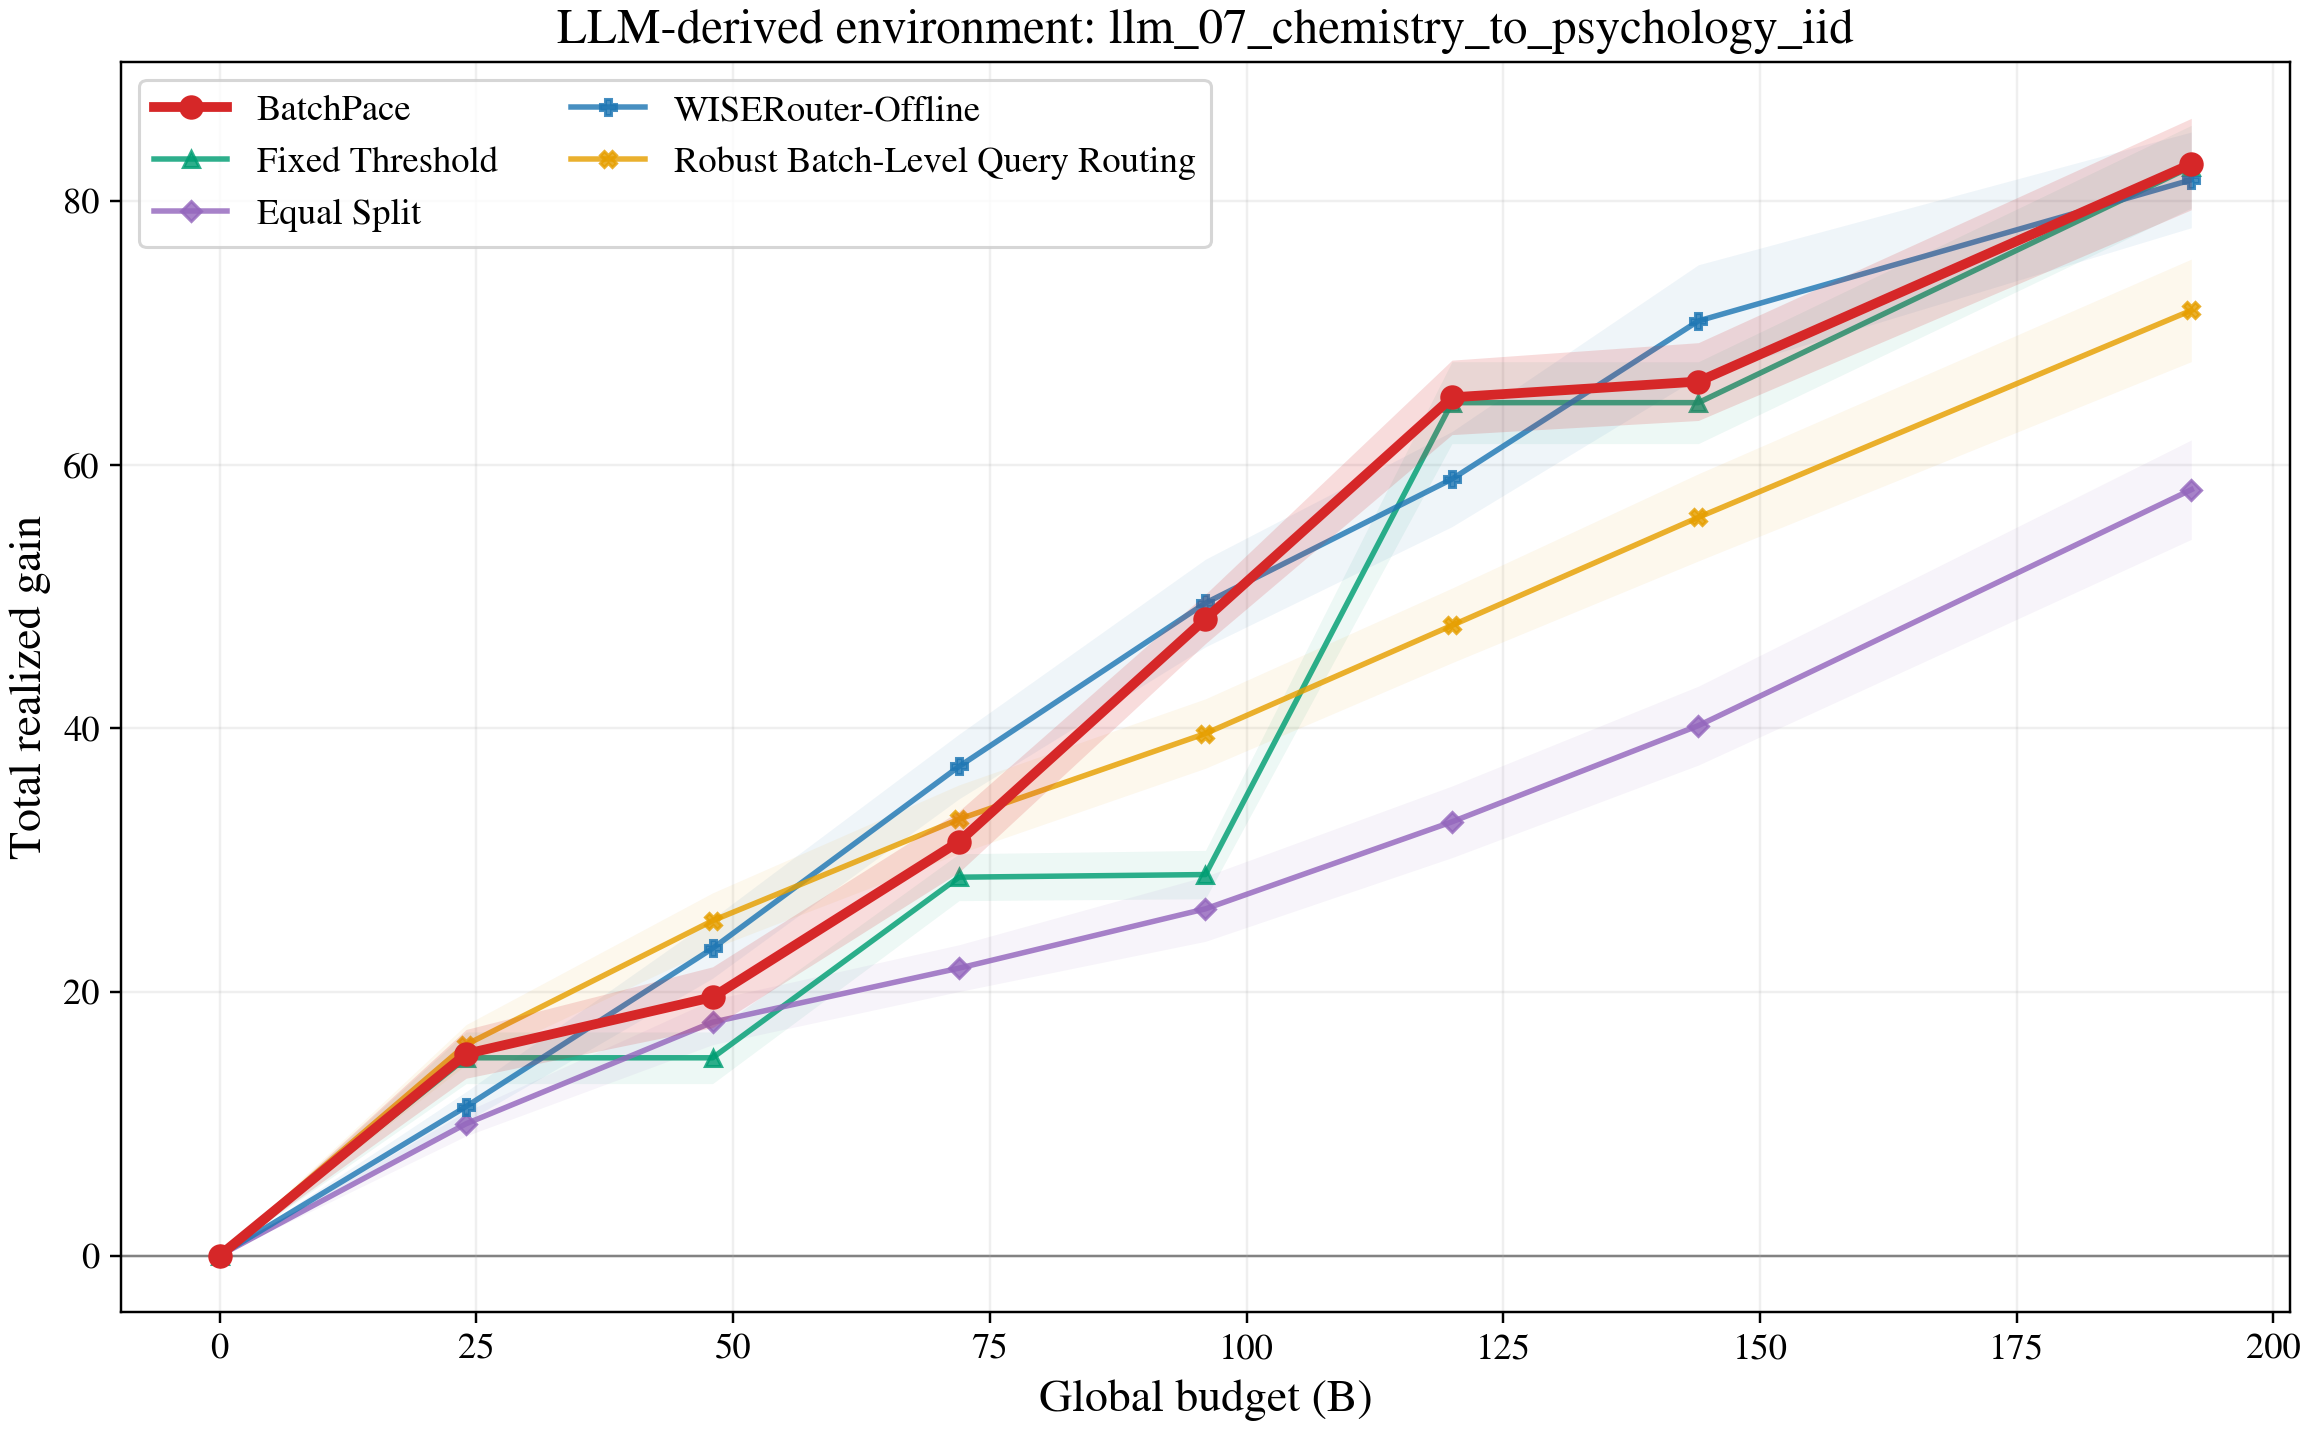 LLM-derived environment: llm_07_chemistry_to_psychology_iid
BatchPace
Fixed Threshold
Equal Split
WISERouter-Offline
Robust Batch-Level Query Routing
Total realized gain
80
60
40
20
0
0 25 50 75 100 125 150 175 200
Global budget (B)